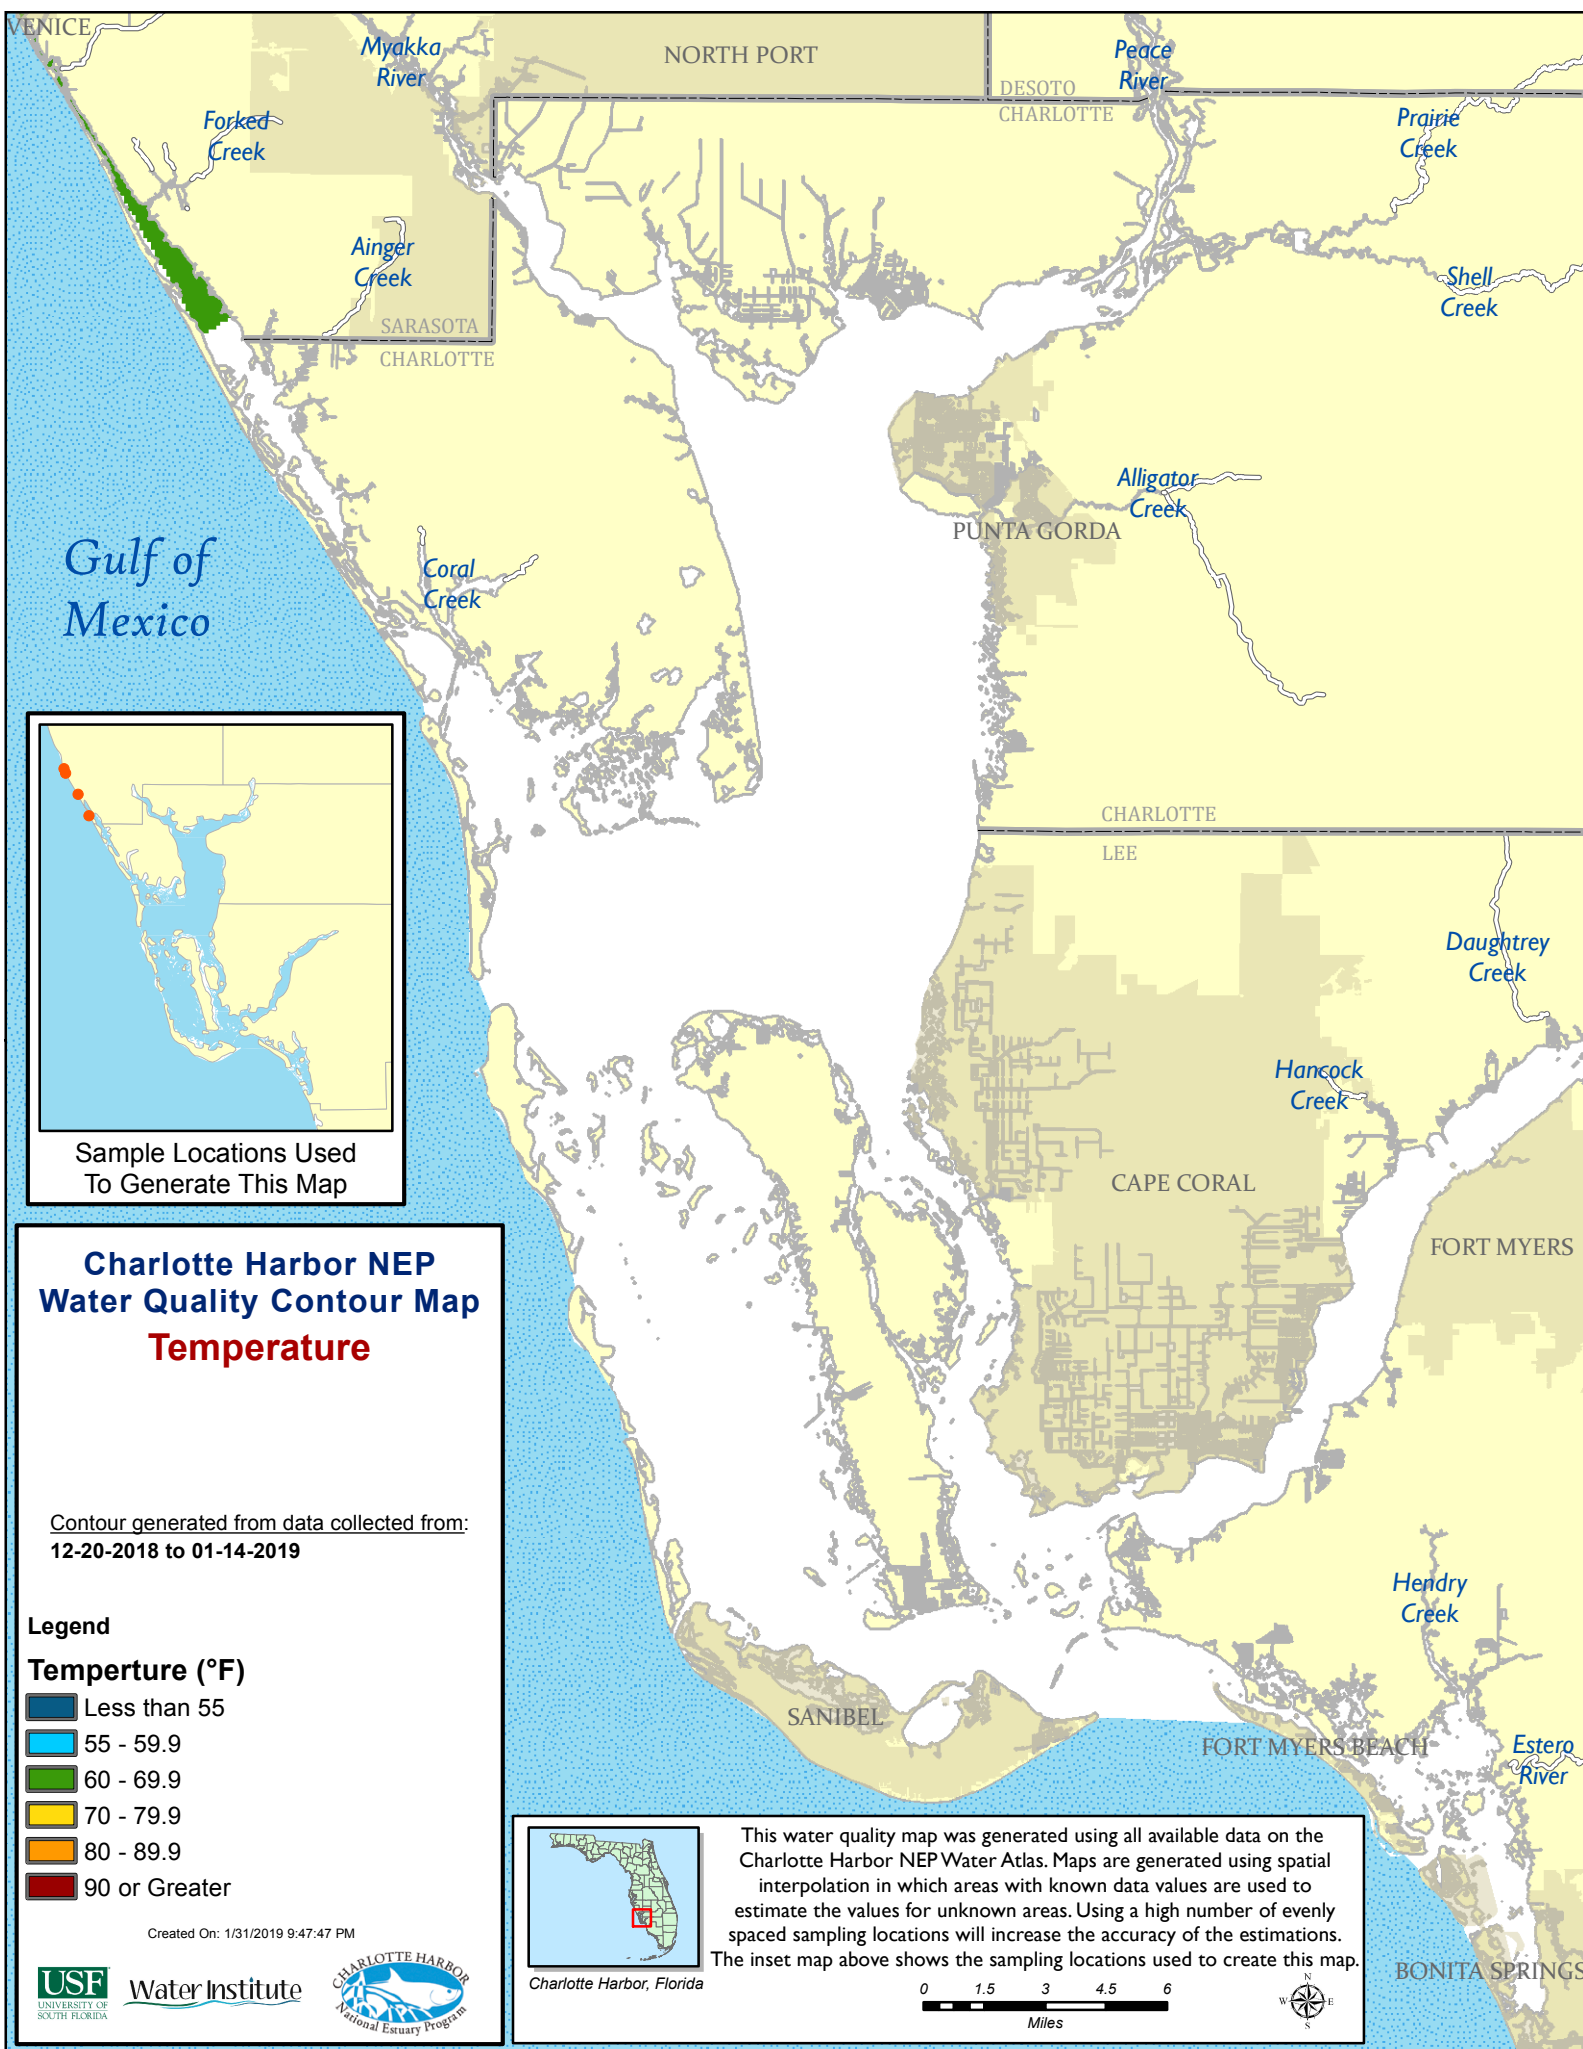 VENICE
Myakka
River
NORTH PORT
Peace
River
DESOTO
CHARLOTTE
Forked
Creek
Prairie
Creek
Ainger
Creek
Shell
Creek
SARASOTA
CHARLOTTE
Alligator
Creek
PUNTA GORDA
Gulf of
Mexico
Coral
Creek
CHARLOTTE
LEE
Daughtrey
Creek
Hancock
Creek
CAPE CORAL
FORT MYERS
Sample Locations Used
To Generate This Map
Charlotte Harbor NEP
Water Quality Contour Map
Temperature
Contour generated from data collected from:
12-20-2018 to 01-14-2019
Legend
Temperture (°F)
Less than 55
55 - 59.9
60 - 69.9
70 - 79.9
80 - 89.9
90 or Greater
Created On: 1/31/2019 9:47:47 PM
USF
UNIVERSITY OF
SOUTH FLORIDA
Water Institute
CHARLOTTE HARBOR
National Estuary Program
Hendry
Creek
SANIBEL
FORT MYERS BEACH
Estero
River
BONITA SPRINGS
Charlotte Harbor, Florida
This water quality map was generated using all available data on the
Charlotte Harbor NEP Water Atlas. Maps are generated using spatial
interpolation in which areas with known data values are used to
estimate the values for unknown areas. Using a high number of evenly
spaced sampling locations will increase the accuracy of the estimations.
The inset map above shows the sampling locations used to create this map.
0 1.5 3 4.5 6
Miles
N
W E
S